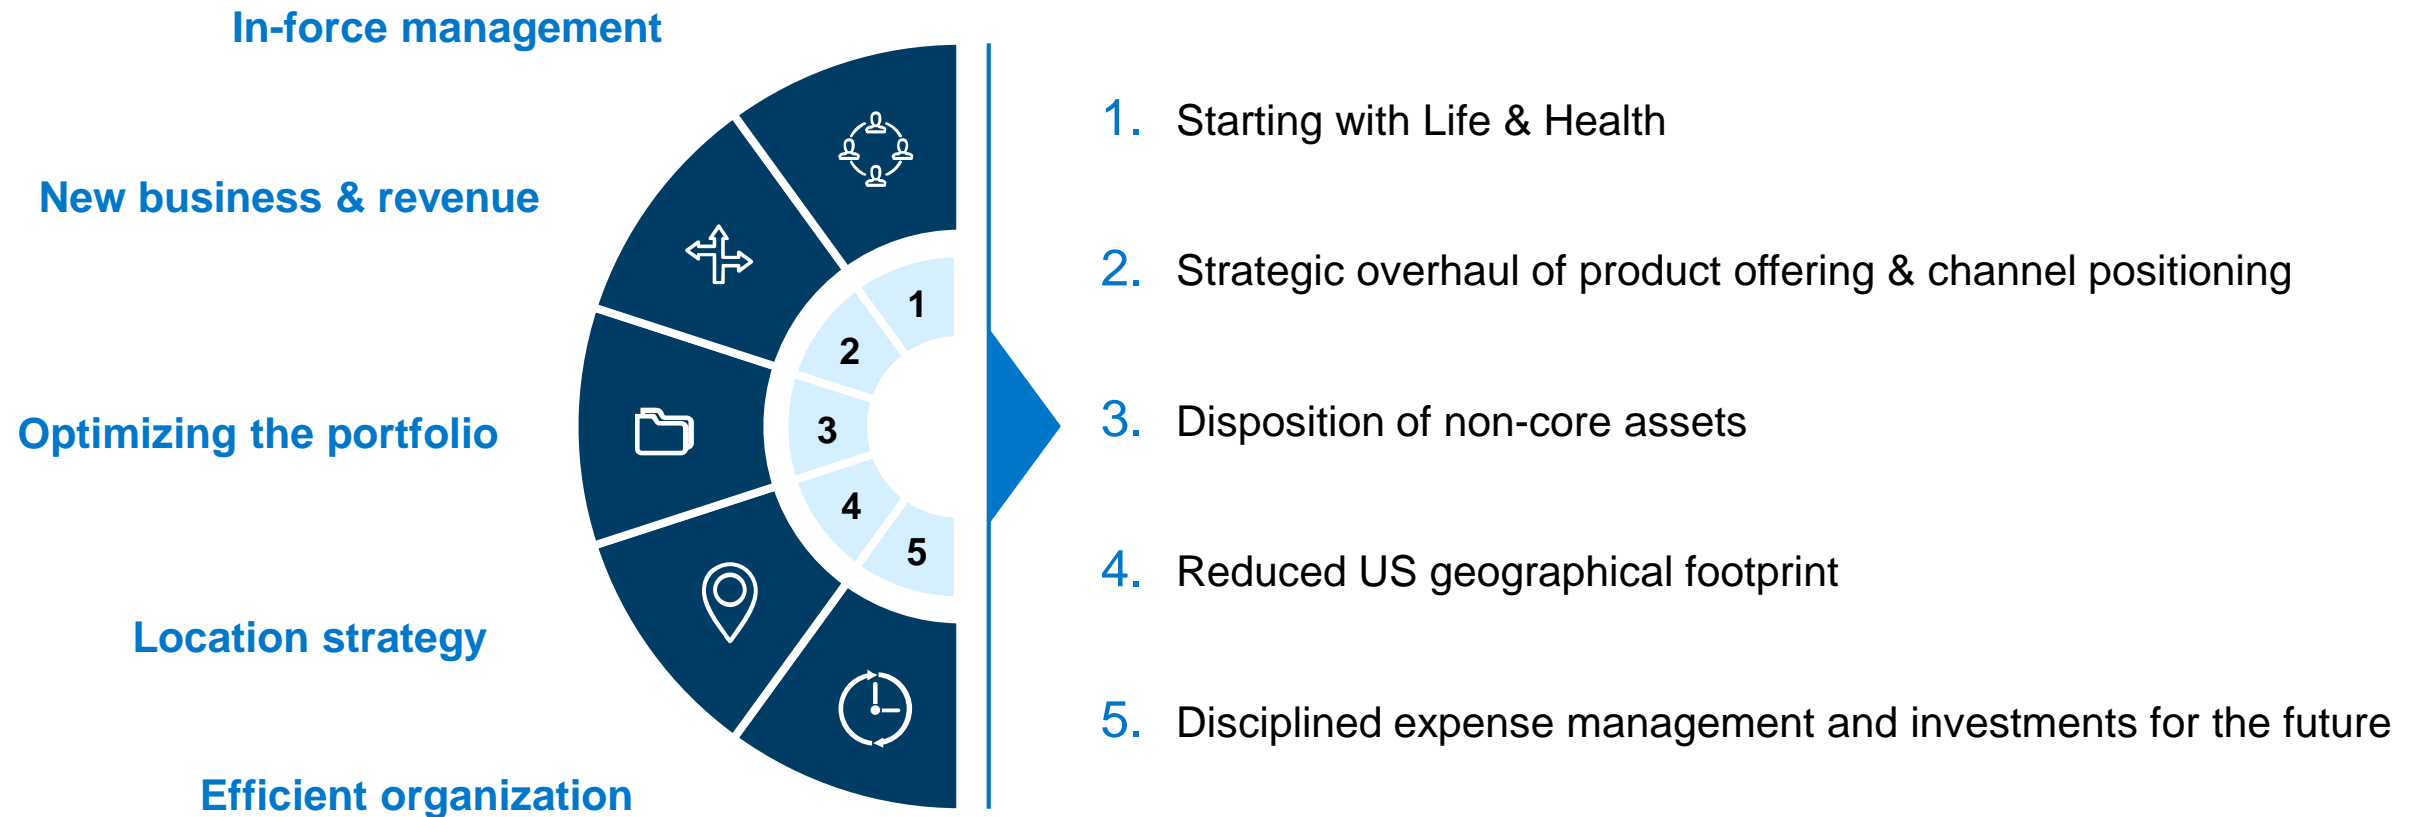 In-force management
New business & revenue
Optimizing the portfolio
Location strategy
Efficient organization
1
2
3
4
5
1. Starting with Life & Health
2. Strategic overhaul of product offering & channel positioning
3. Disposition of non-core assets
4. Reduced US geographical footprint
5. Disciplined expense management and investments for the future